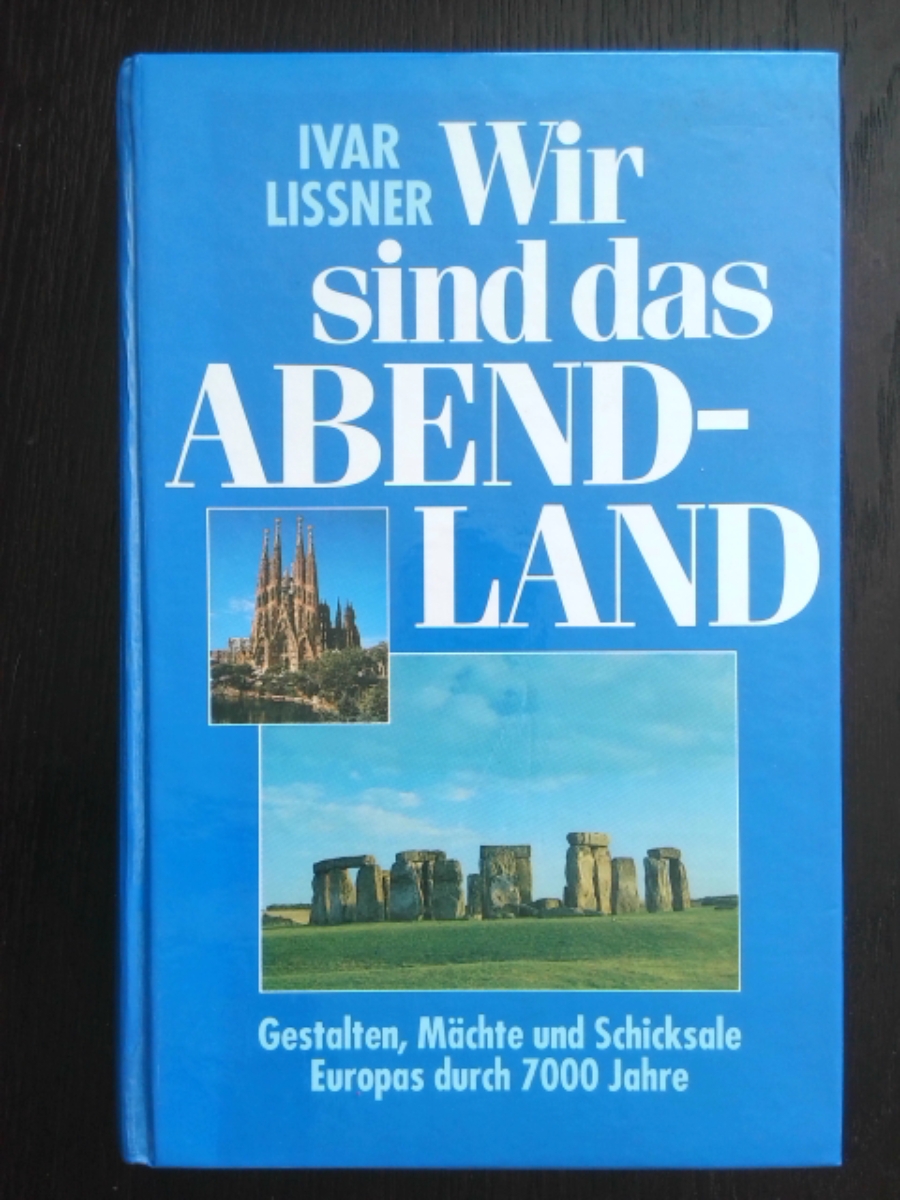 IVAR
LISSNER
Wir
sind das
ABEND-
LAND
Gestalten, Mächte und Schicksale
Europas durch 7000 Jahre